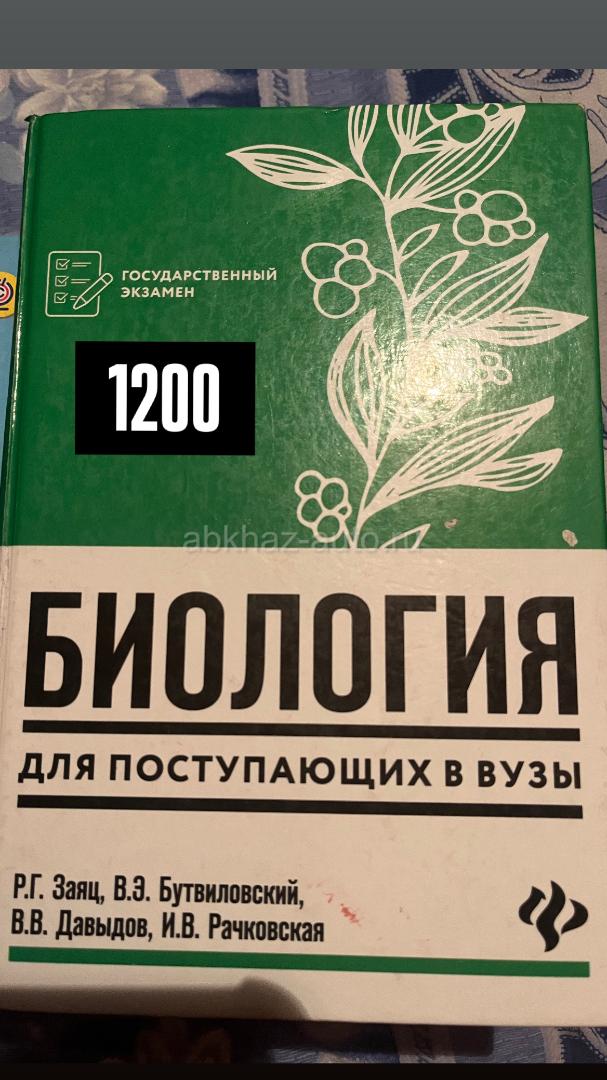 ГОСУДАРСТВЕННЫЙ
ЭКЗАМЕН
1200
abkhaz-auto.ru
БИОЛОГИЯ
ДЛЯ ПОСТУПАЮЩИХ В ВУЗЫ
Р.Г. Заяц, В.Э. Бутвиловский,
В.В. Давыдов, И.В. Рачковская